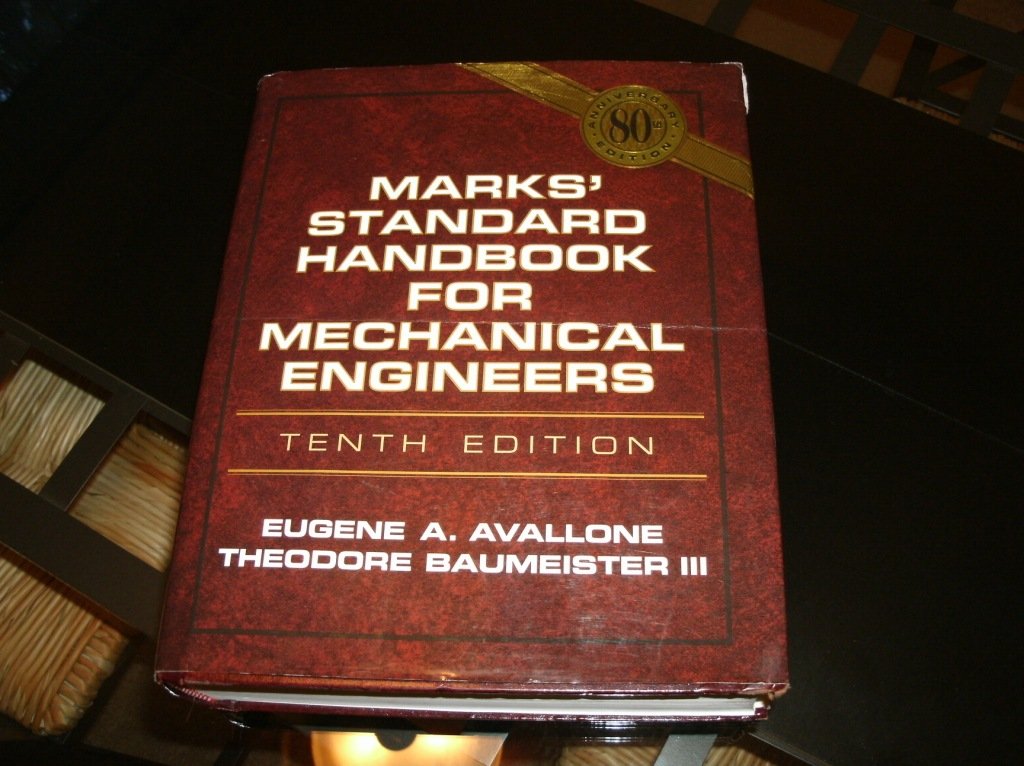 ANNIVERSARY
80th
EDITION
MARKS'
STANDARD
HANDBOOK
FOR
MECHANICAL
ENGINEERS
TENTH EDITION
EUGENE A. AVALLONE
THEODORE BAUMEISTER III